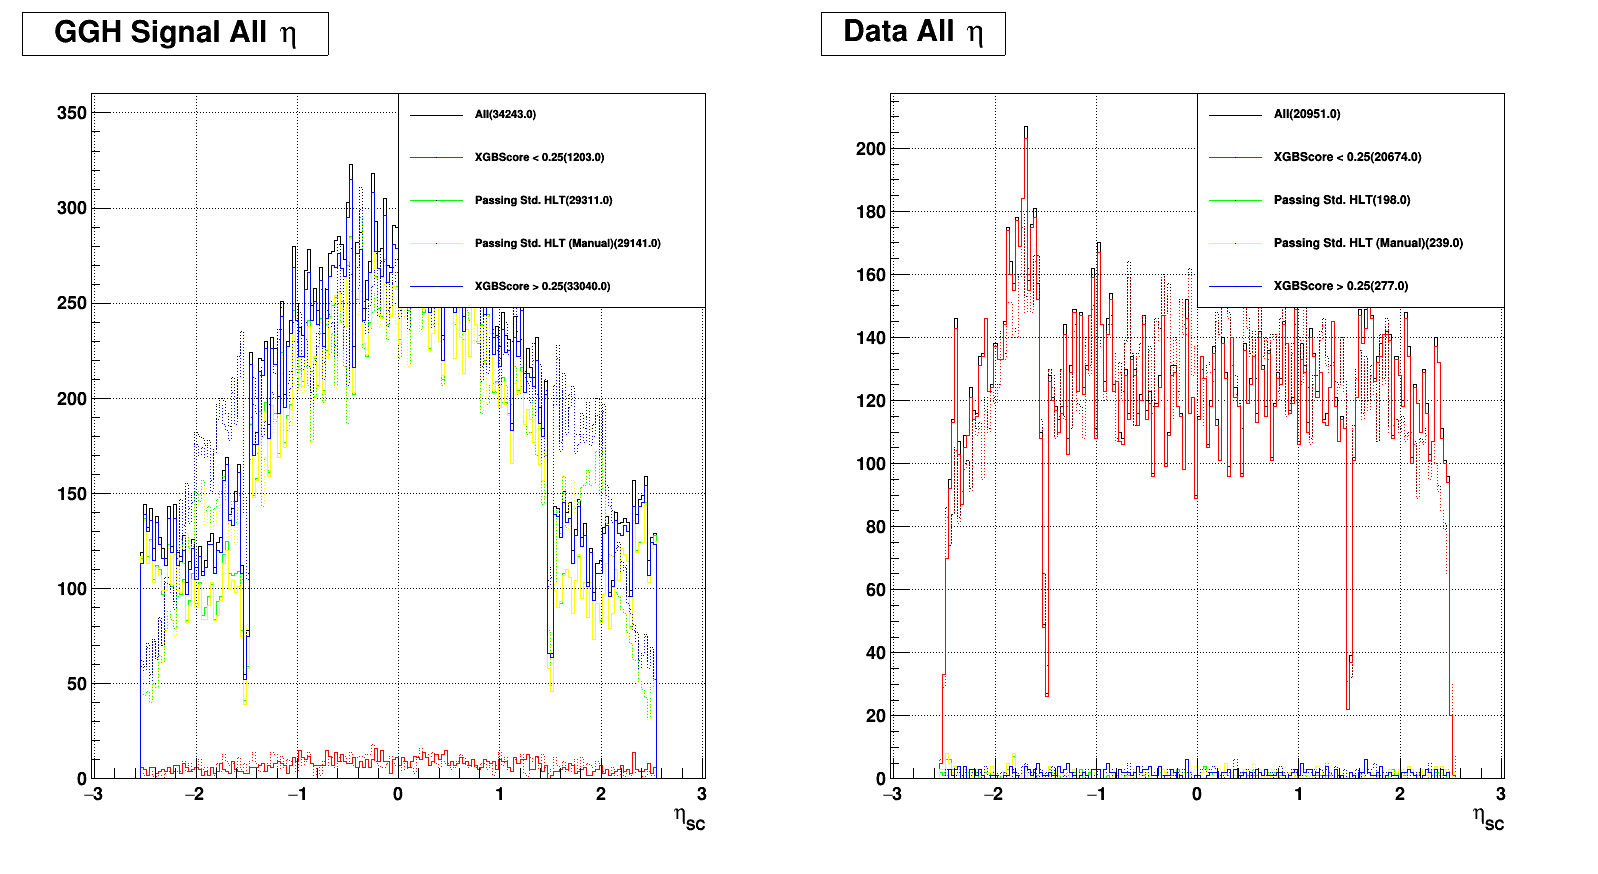 GGH Signal All η
350
300
250
200
150
100
50
0
−3
−2
−1
0
1
2
3
ηSC
All(34243.0)
XGBScore < 0.25(1203.0)
Passing Std. HLT(29311.0)
Passing Std. HLT (Manual)(29141.0)
XGBScore > 0.25(33040.0)
Data All η
200
180
160
140
120
100
80
60
40
20
0
−3
−2
−1
0
1
2
3
ηSC
All(20951.0)
XGBScore < 0.25(20674.0)
Passing Std. HLT(198.0)
Passing Std. HLT (Manual)(239.0)
XGBScore > 0.25(277.0)